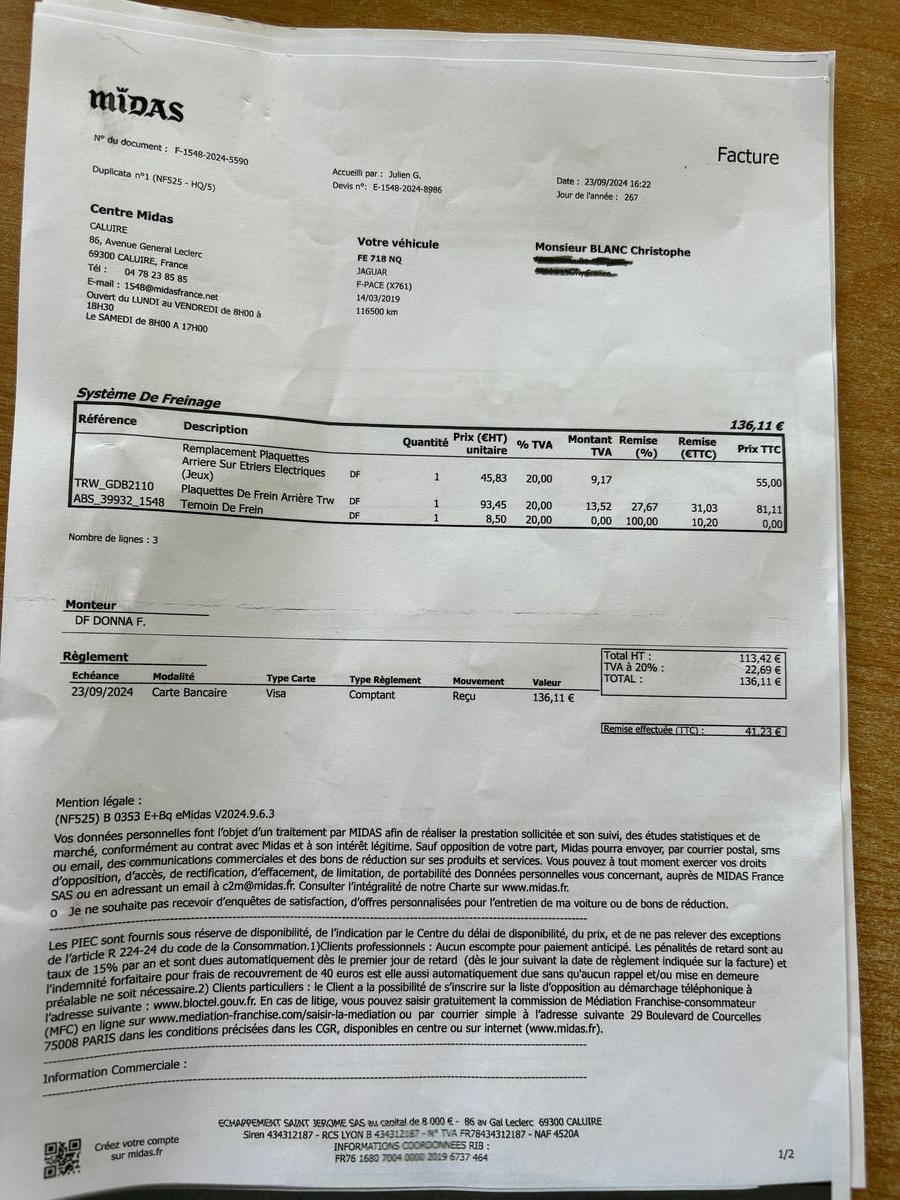 mïDAS
N° du document : F-1548-2024-5590
Facture
Duplicata n°1 (NF525 - HQ/5)
Accueilli par : Julien G.
Devis n°: E-1548-2024-8986
Date : 23/09/2024 16:22
Jour de l'année : 267
Centre Midas
CALUIRE
86, Avenue General Leclerc
69300 CALUIRE, France
Tél : 04 78 23 85 85
E-mail : 1548@midasfrance.net
Ouvert du LUNDI au VENDREDI de 8H00 à
18H30
Le SAMEDI de 8H00 A 17H00
Votre véhicule
FE 718 NQ
JAGUAR
F-PACE (X761)
14/03/2019
116500 km
Monsieur BLANC Christophe
Système De Freinage
136,11 €
Référence Description Quantité Prix (€HT) unitaire % TVA Montant TVA Remise (%) Remise (€TTC) Prix TTC
Remplacement Plaquettes
Arriere Sur Etriers Electriques
(Jeux) DF 1 45,83 20,00 9,17 55,00
TRW_GDB2110 Plaquettes De Frein Arrière Trw DF 1 93,45 20,00 13,52 27,67 31,03 81,11
ABS_39932_1548 Temoin De Frein DF 1 8,50 20,00 0,00 100,00 10,20 0,00
Nombre de lignes : 3
Monteur
DF DONNA F.
Règlement
Echéance Modalité Type Carte Type Règlement Mouvement Valeur
23/09/2024 Carte Bancaire Visa Comptant Reçu 136,11 €
Total HT : 113,42 €
TVA à 20% : 22,69 €
TOTAL : 136,11 €
Remise effectuée (TTC) : 41,23 €
Mention légale :
(NF525) B 0353 E+Bq eMidas V2024.9.6.3
Vos données personnelles font l'objet d'un traitement par MIDAS afin de réaliser la prestation sollicitée et son suivi, des études statistiques et de
marché, conformément au contrat avec Midas et à son intérêt légitime. Sauf opposition de votre part, Midas pourra envoyer, par courrier postal, sms
ou email, des communications commerciales et des bons de réduction sur ses produits et services. Vous pouvez à tout moment exercer vos droits
d'opposition, d'accès, de rectification, d'effacement, de limitation, de portabilité des Données personnelles vous concernant, auprès de MIDAS France
SAS ou en adressant un email à c2m@midas.fr. Consulter l'intégralité de notre Charte sur www.midas.fr.
o Je ne souhaite pas recevoir d'enquêtes de satisfaction, d'offres personnalisées pour l'entretien de ma voiture ou de bons de réduction.
Les PIEC sont fournis sous réserve de disponibilité, de l'indication par le Centre du délai de disponibilité, du prix, et de ne pas relever des exceptions
de l'article R 224-24 du code de la Consommation.1)Clients professionnels : Aucun escompte pour paiement anticipé. Les pénalités de retard sont au
taux de 15% par an et sont dues automatiquement dès le premier jour de retard (dès le jour suivant la date de règlement indiquée sur la facture) et
l'indemnité forfaitaire pour frais de recouvrement de 40 euros est elle aussi automatiquement due sans qu'aucun rappel et/ou mise en demeure
préalable ne soit nécessaire.2) Clients particuliers : le Client a la possibilité de s'inscrire sur la liste d'opposition au démarchage téléphonique à
l'adresse suivante : www.bloctel.gouv.fr. En cas de litige, vous pouvez saisir gratuitement la commission de Médiation Franchise-consommateur
(MFC) en ligne sur www.mediation-franchise.com/saisir-la-mediation ou par courrier simple à l'adresse suivante 29 Boulevard de Courcelles
75008 PARIS dans les conditions précisées dans les CGR, disponibles en centre ou sur internet (www.midas.fr).
Information Commerciale :
ECHAPPEMENT SAINT JEROME SAS au capital de 8 000 € - 86 av Gal Leclerc 69300 CALUIRE
Siren 434312187 - RCS LYON B 434312187 - N° TVA FR78434312187 - NAF 4520A
INFORMATIONS COORDONNEES RIB :
FR76 1680 7004 0000 2019 6737 464
Créez votre compte
sur midas.fr
1/2